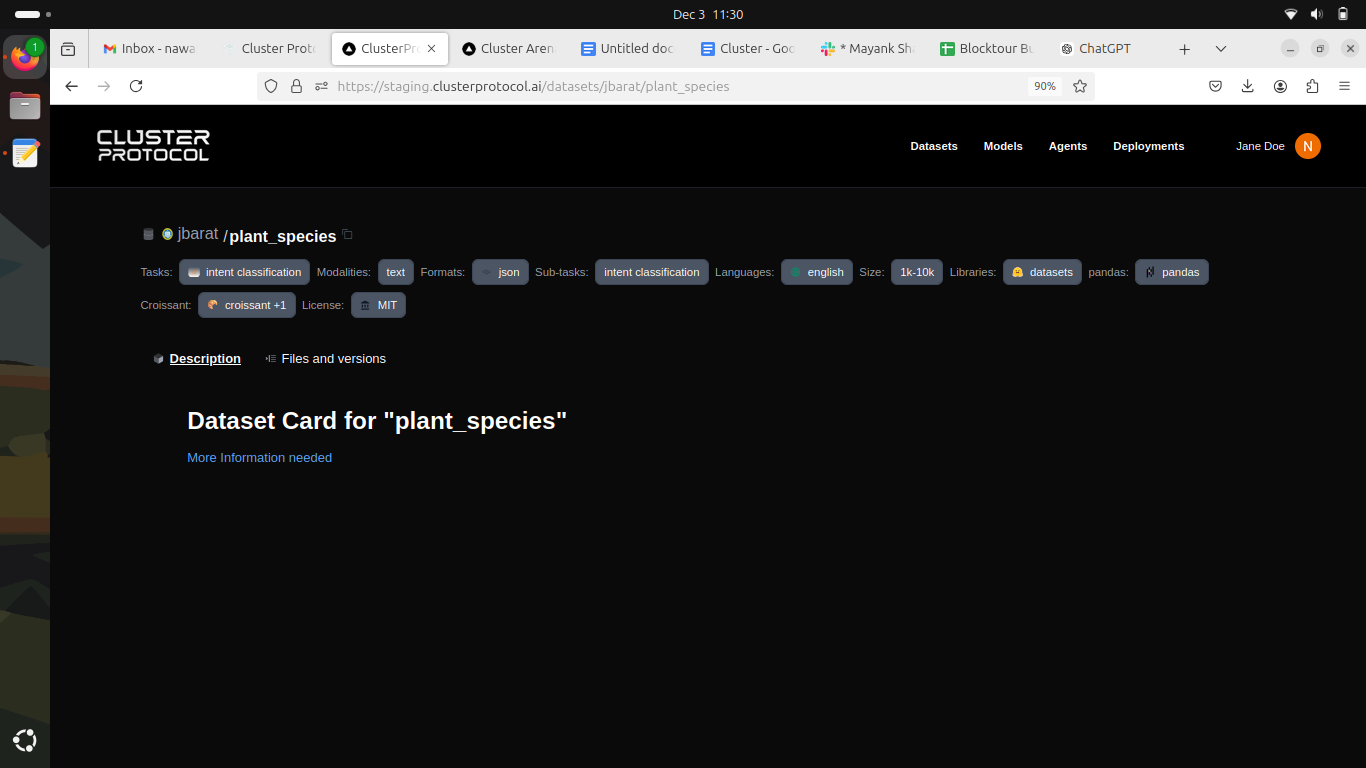 Dec 3 11:30
1
Inbox - nawa
Cluster Proto
ClusterPro
Cluster Aren
Untitled doc
Cluster - Goo
* Mayank Sha
Blocktour Bu
ChatGPT
https://staging.clusterprotocol.ai/datasets/jbarat/plant_species
90%
CLUSTER
PROTOCOL
Datasets Models Agents Deployments Jane Doe N
jbarat /plant_species
Tasks: intent classification Modalities: text Formats: json Sub-tasks: intent classification Languages: english Size: 1k-10k Libraries: datasets pandas: pandas
Croissant: croissant +1 License: MIT
Description Files and versions
Dataset Card for "plant_species"
More Information needed